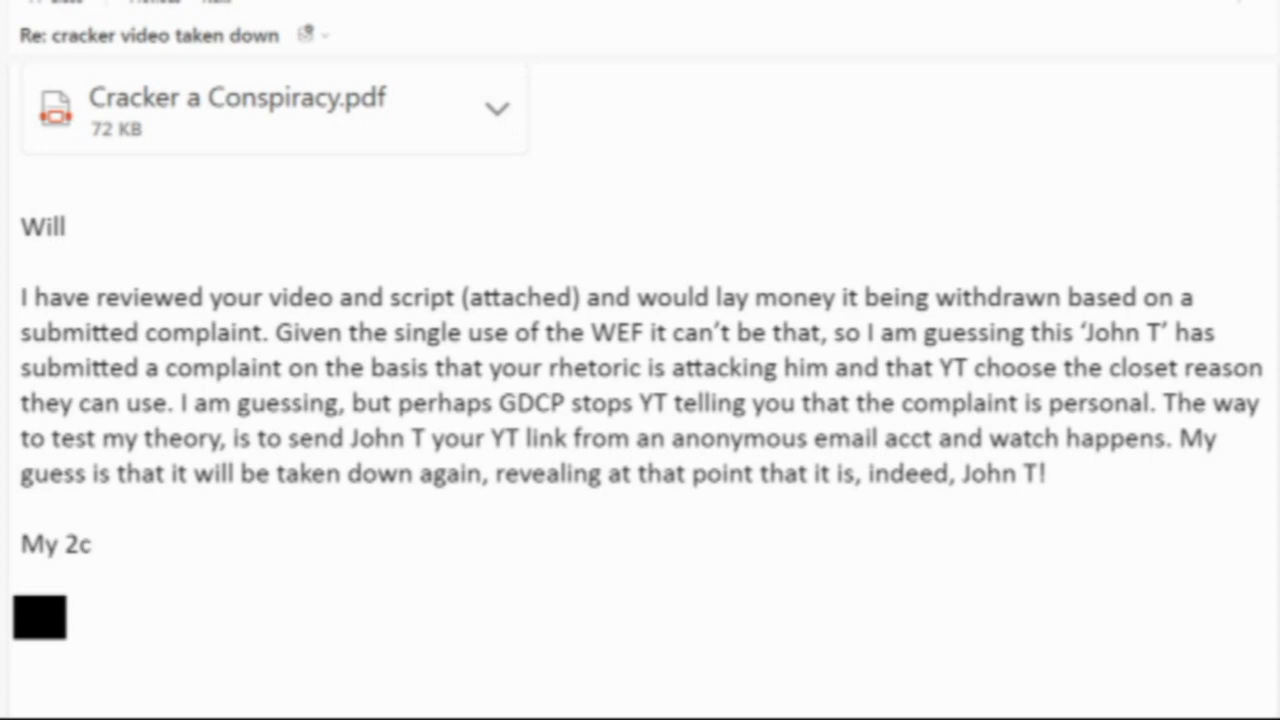 Re: cracker video taken down
Cracker a Conspiracy.pdf
72 KB
Will
I have reviewed your video and script (attached) and would lay money it being withdrawn based on a
submitted complaint. Given the single use of the WEF it can't be that, so I am guessing this ‘John T’ has
submitted a complaint on the basis that your rhetoric is attacking him and that YT choose the closet reason
they can use. I am guessing, but perhaps GDCP stops YT telling you that the complaint is personal. The way
to test my theory, is to send John T your YT link from an anonymous email acct and watch happens. My
guess is that it will be taken down again, revealing at that point that it is, indeed, John T!
My 2c